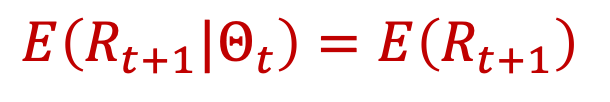 E(R_{t+1}|Θ_t) = E(R_{t+1})